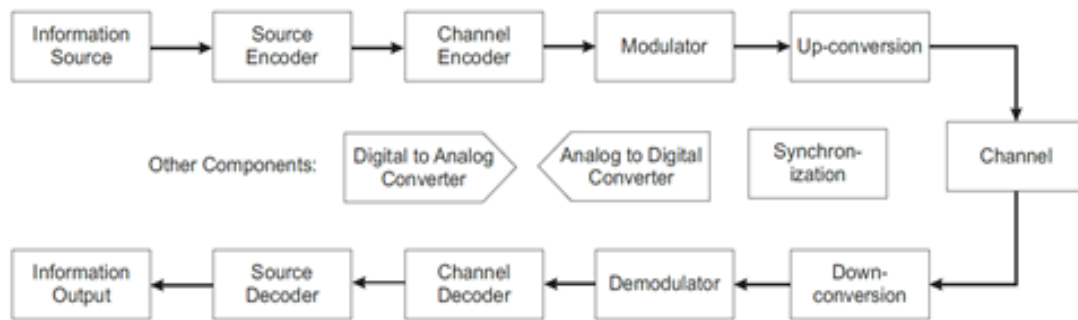 Information
Source
Source
Encoder
Channel
Encoder
Modulator
Up-conversion
Other Components:
Digital to Analog
Converter
Analog to Digital
Converter
Synchron-
ization
Channel
Information
Output
Source
Decoder
Channel
Decoder
Demodulator
Down-
conversion